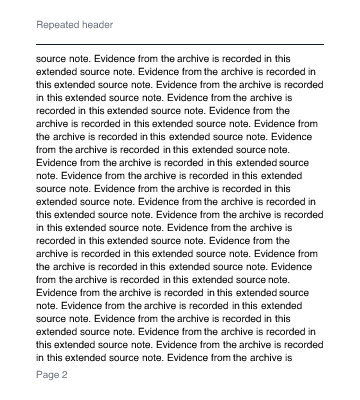 Repeated header
source note. Evidence from the archive is recorded in this
extended source note. Evidence from the archive is recorded in
this extended source note. Evidence from the archive is recorded
in this extended source note. Evidence from the archive is
recorded in this extended source note. Evidence from the
archive is recorded in this extended source note. Evidence from
the archive is recorded in this extended source note. Evidence
from the archive is recorded in this extended source note.
Evidence from the archive is recorded in this extended source
note. Evidence from the archive is recorded in this extended
source note. Evidence from the archive is recorded in this
extended source note. Evidence from the archive is recorded in
this extended source note. Evidence from the archive is recorded
in this extended source note. Evidence from the archive is
recorded in this extended source note. Evidence from the
archive is recorded in this extended source note. Evidence from
the archive is recorded in this extended source note. Evidence
from the archive is recorded in this extended source note.
Evidence from the archive is recorded in this extended source
note. Evidence from the archive is recorded in this extended
source note. Evidence from the archive is recorded in this
extended source note. Evidence from the archive is recorded in
this extended source note. Evidence from the archive is recorded
in this extended source note. Evidence from the archive is
Page 2